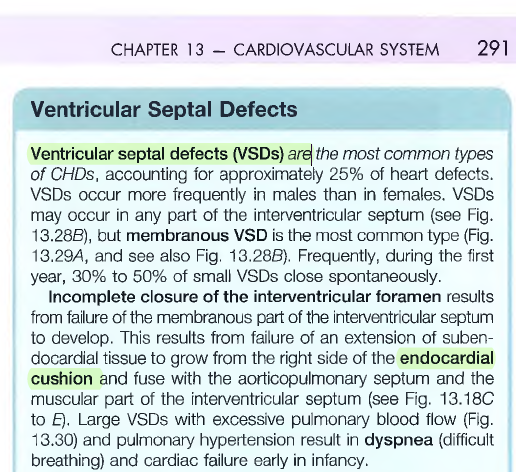 CHAPTER 13 — CARDIOVASCULAR SYSTEM 291
Ventricular Septal Defects
Ventricular septal defects (VSDs) are the most common types
of CHDs, accounting for approximately 25% of heart defects.
VSDs occur more frequently in males than in females. VSDs
may occur in any part of the interventricular septum (see Fig.
13.28B), but membranous VSD is the most common type (Fig.
13.29A, and see also Fig. 13.28B). Frequently, during the first
year, 30% to 50% of small VSDs close spontaneously.
Incomplete closure of the interventricular foramen results
from failure of the membranous part of the interventricular septum
to develop. This results from failure of an extension of suben-
docardial tissue to grow from the right side of the endocardial
cushion and fuse with the aorticopulmonary septum and the
muscular part of the interventricular septum (see Fig. 13.18C
to E). Large VSDs with excessive pulmonary blood flow (Fig.
13.30) and pulmonary hypertension result in dyspnea (difficult
breathing) and cardiac failure early in infancy.